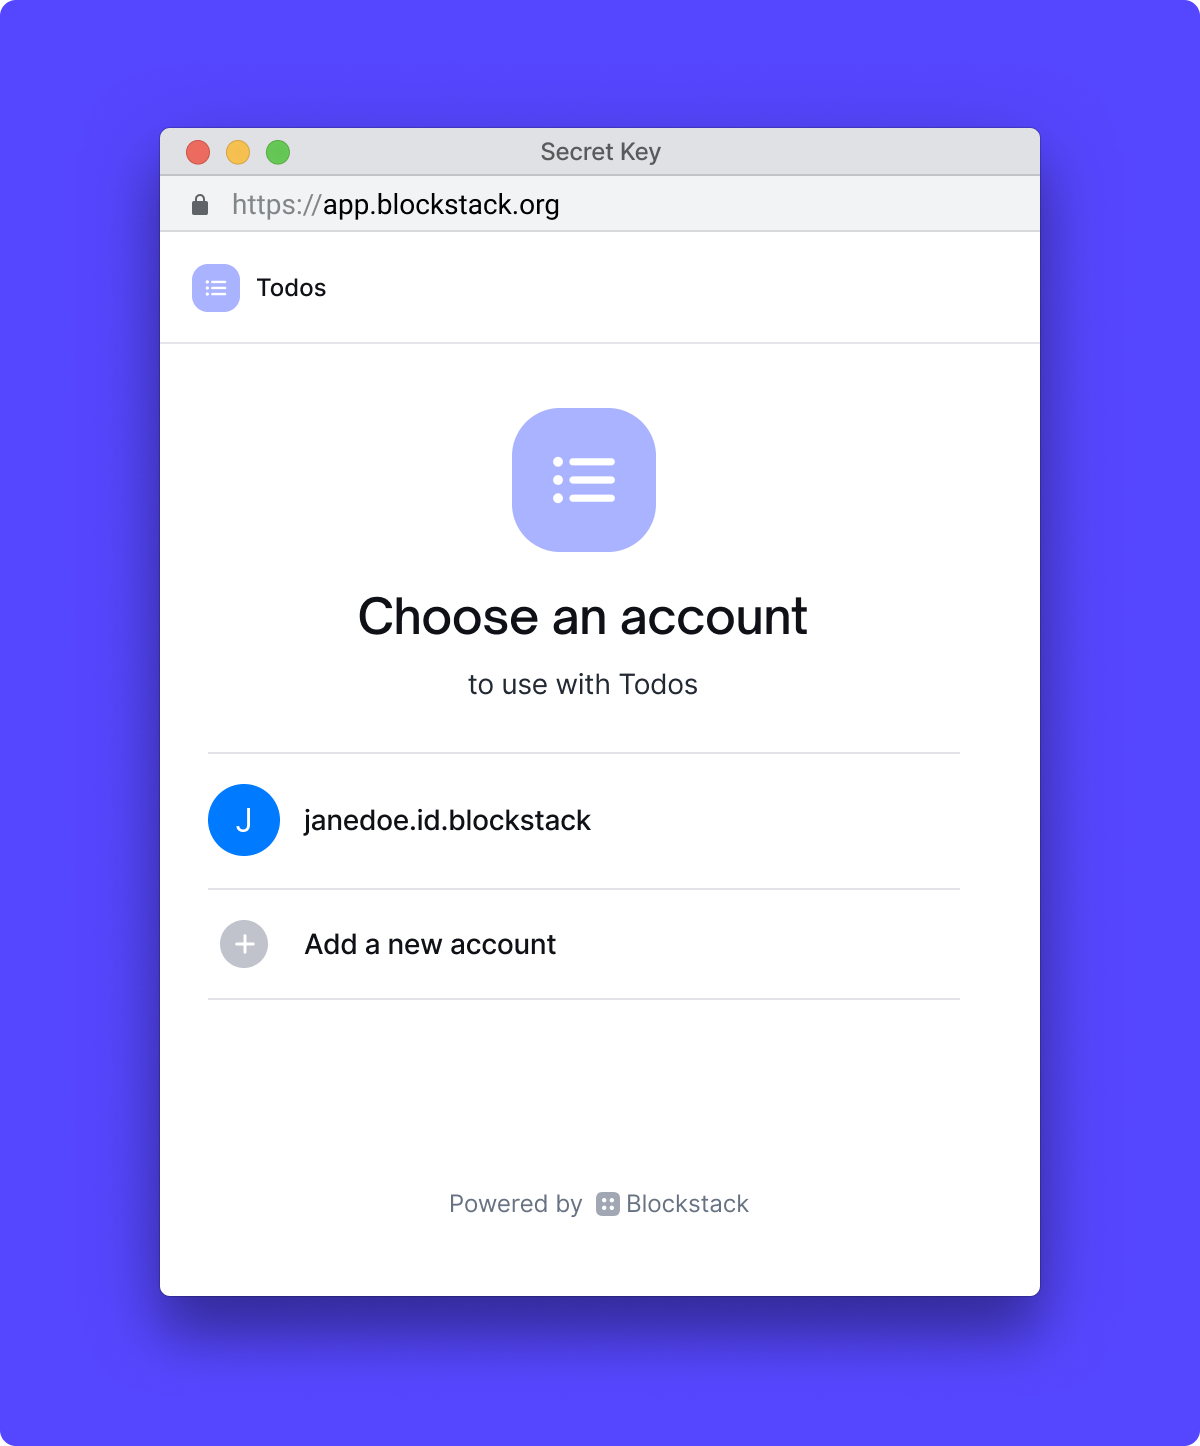 Secret Key
https://app.blockstack.org
Todos
Choose an account
to use with Todos
J
janedoe.id.blockstack
Add a new account
Powered by Blockstack